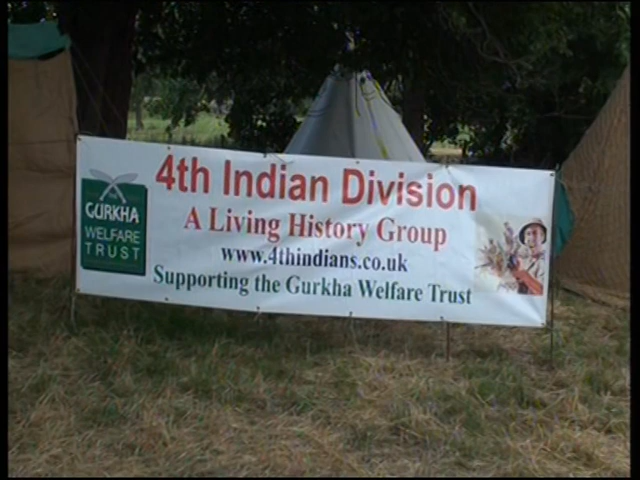 4th Indian Division
A Living History Group
www.4thindians.co.uk
Supporting the Gurkha Welfare Trust
GURKHA
WELFARE
TRUST